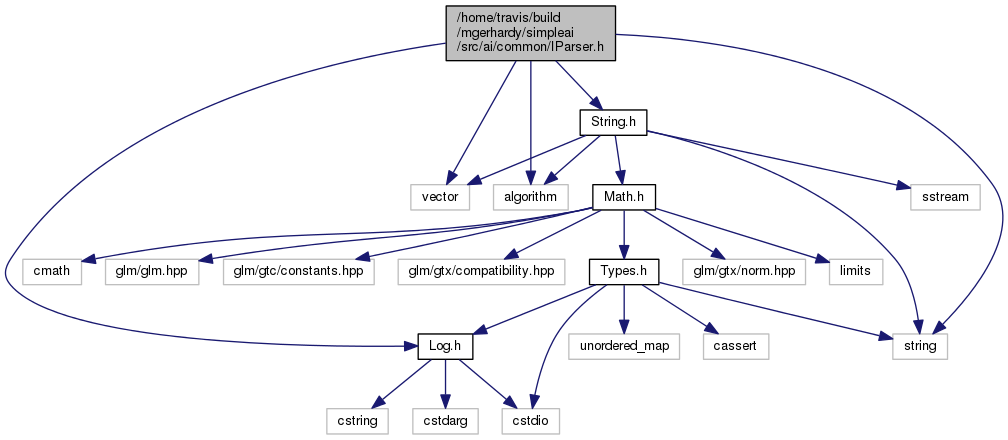 /home/travis/build
/mgerhardy/simpleai
/src/ai/common/IParser.h
String.h
vector
algorithm
Math.h
sstream
cmath
glm/glm.hpp
glm/gtc/constants.hpp
glm/gtx/compatibility.hpp
Types.h
glm/gtx/norm.hpp
limits
Log.h
unordered_map
cassert
string
cstring
cstdarg
cstdio